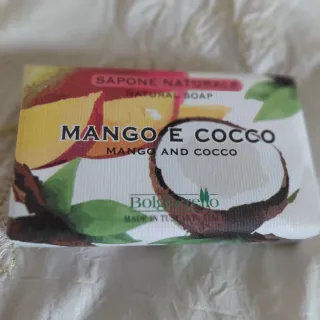 SAPONE NATURALE
NATURAL SOAP
MANGO E COCCO
MANGO AND COCCO
MADE IN TUSCANY